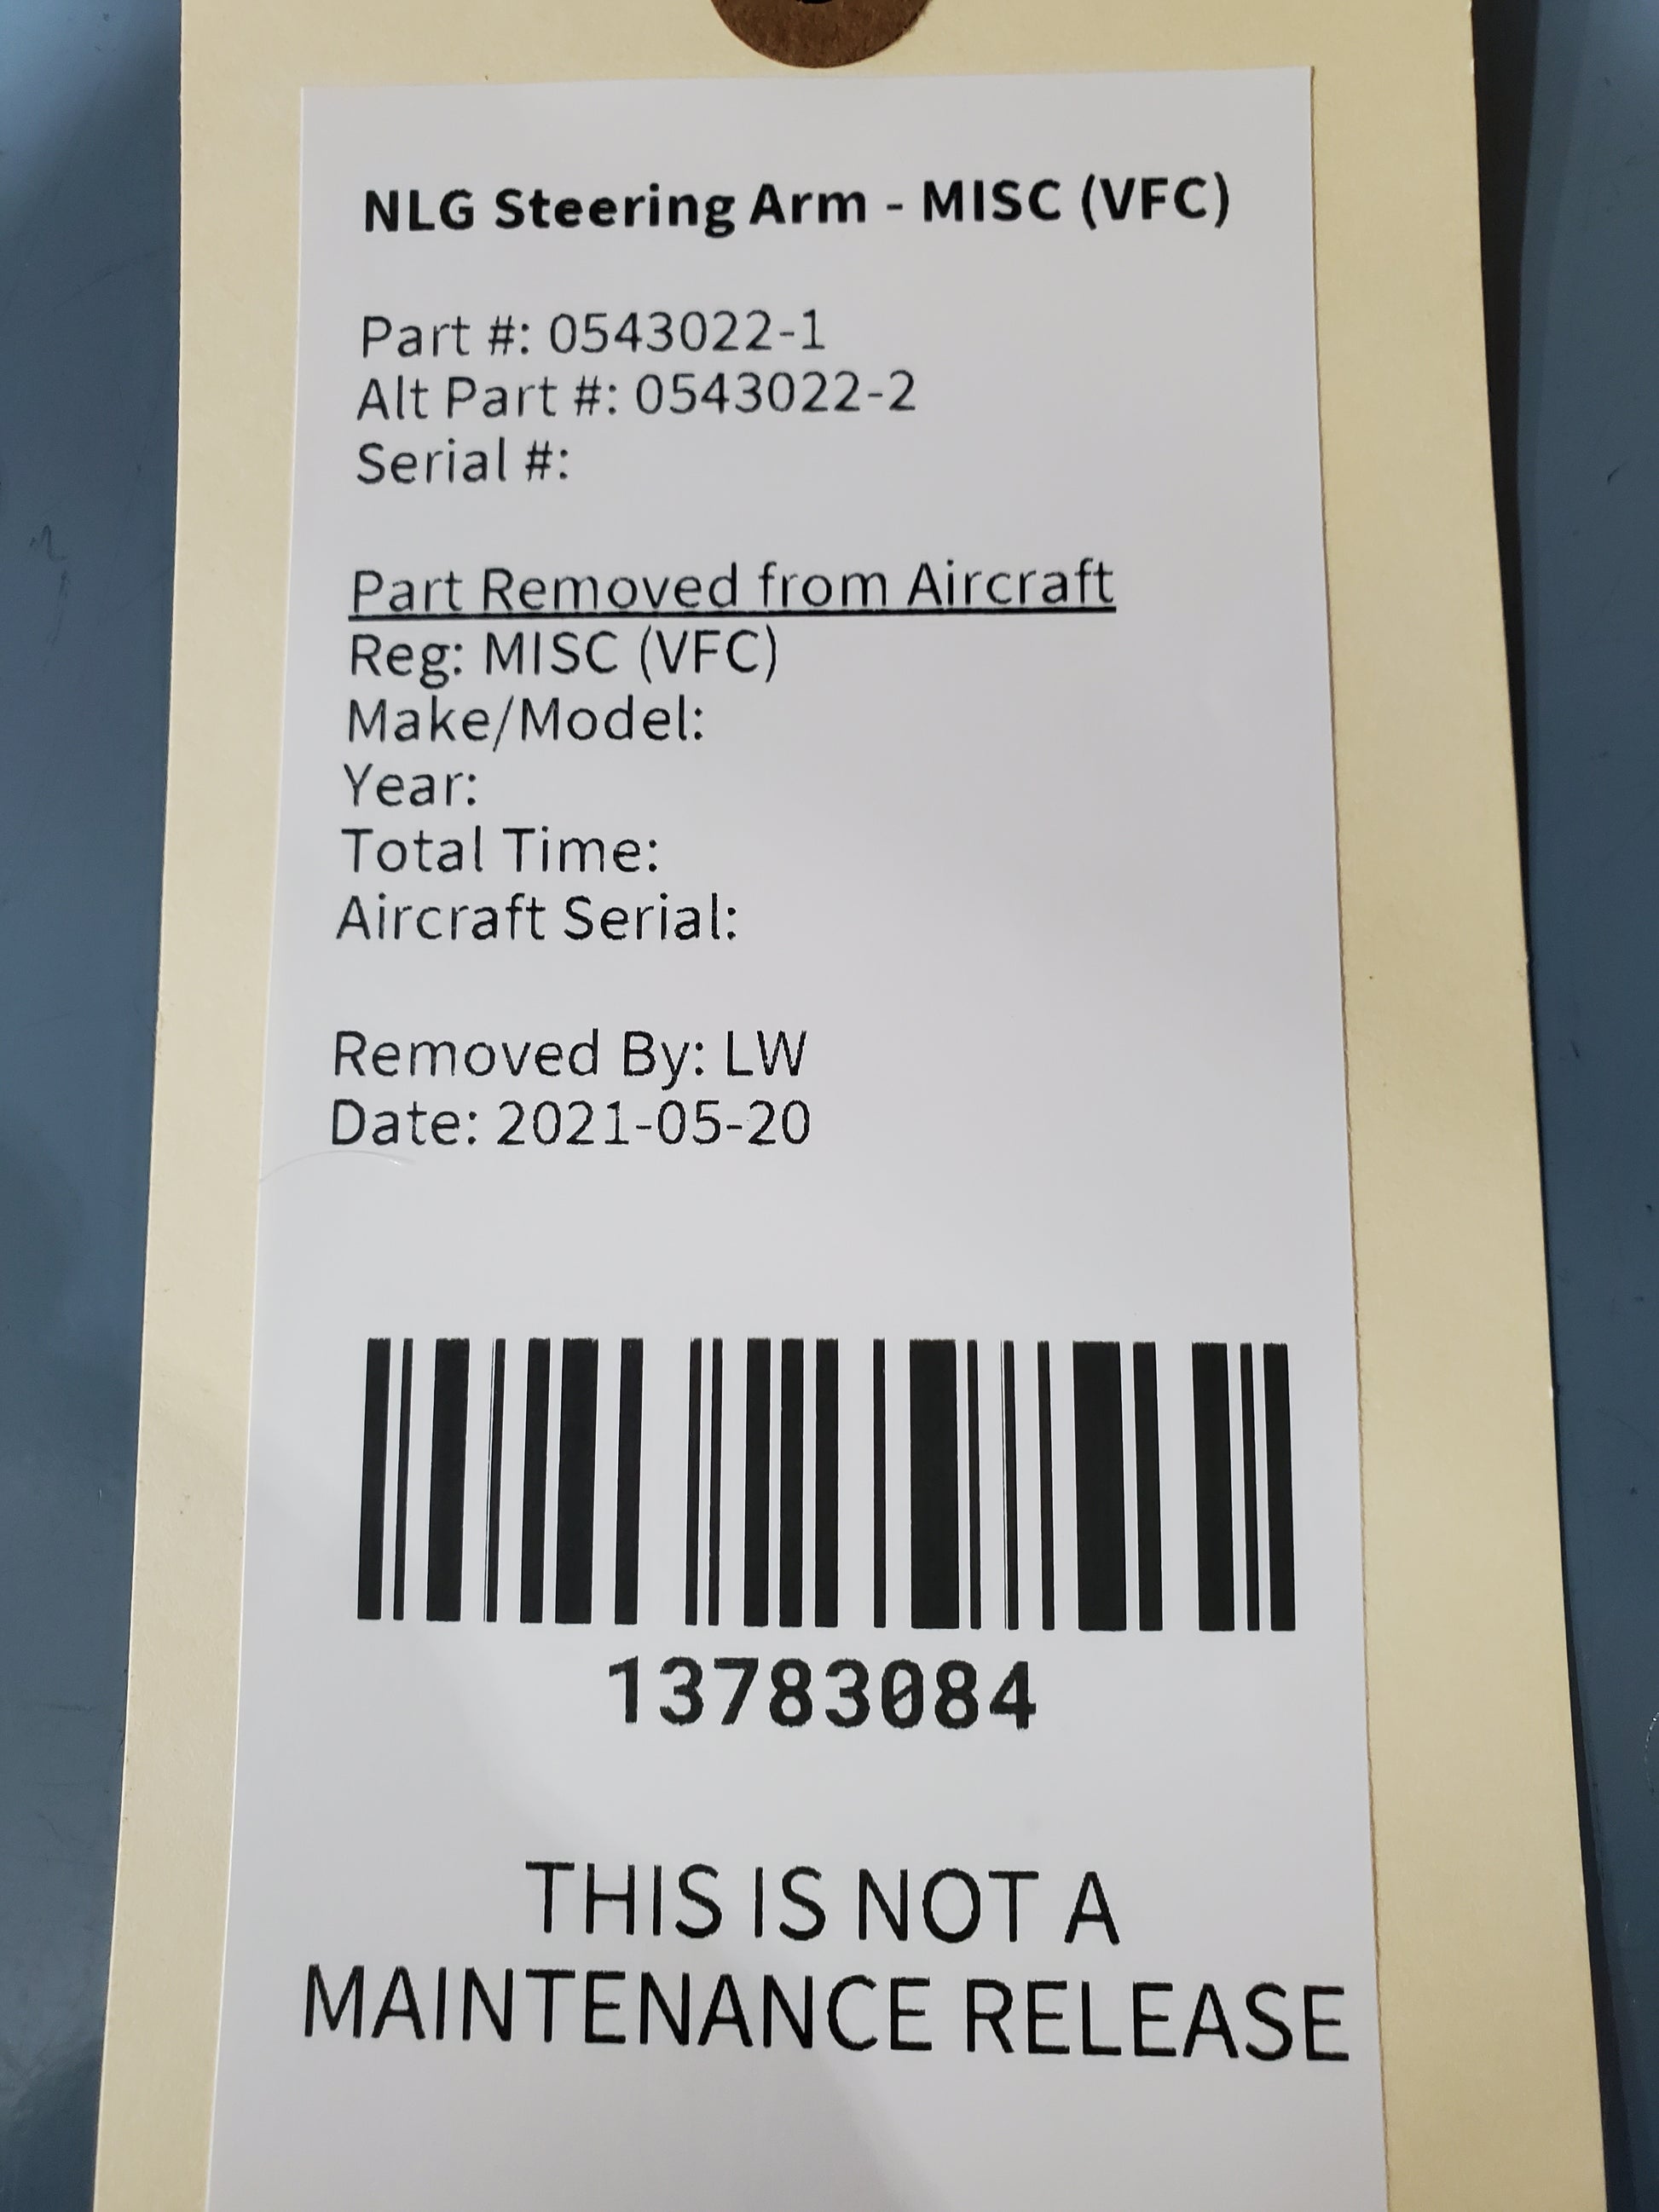 NLG Steering Arm - MISC (VFC)
Part #: 0543022-1
Alt Part #: 0543022-2
Serial #:
Part Removed from Aircraft
Reg: MISC (VFC)
Make/Model:
Year:
Total Time:
Aircraft Serial:
Removed By: LW
Date: 2021-05-20
13783084
THIS IS NOT A
MAINTENANCE RELEASE